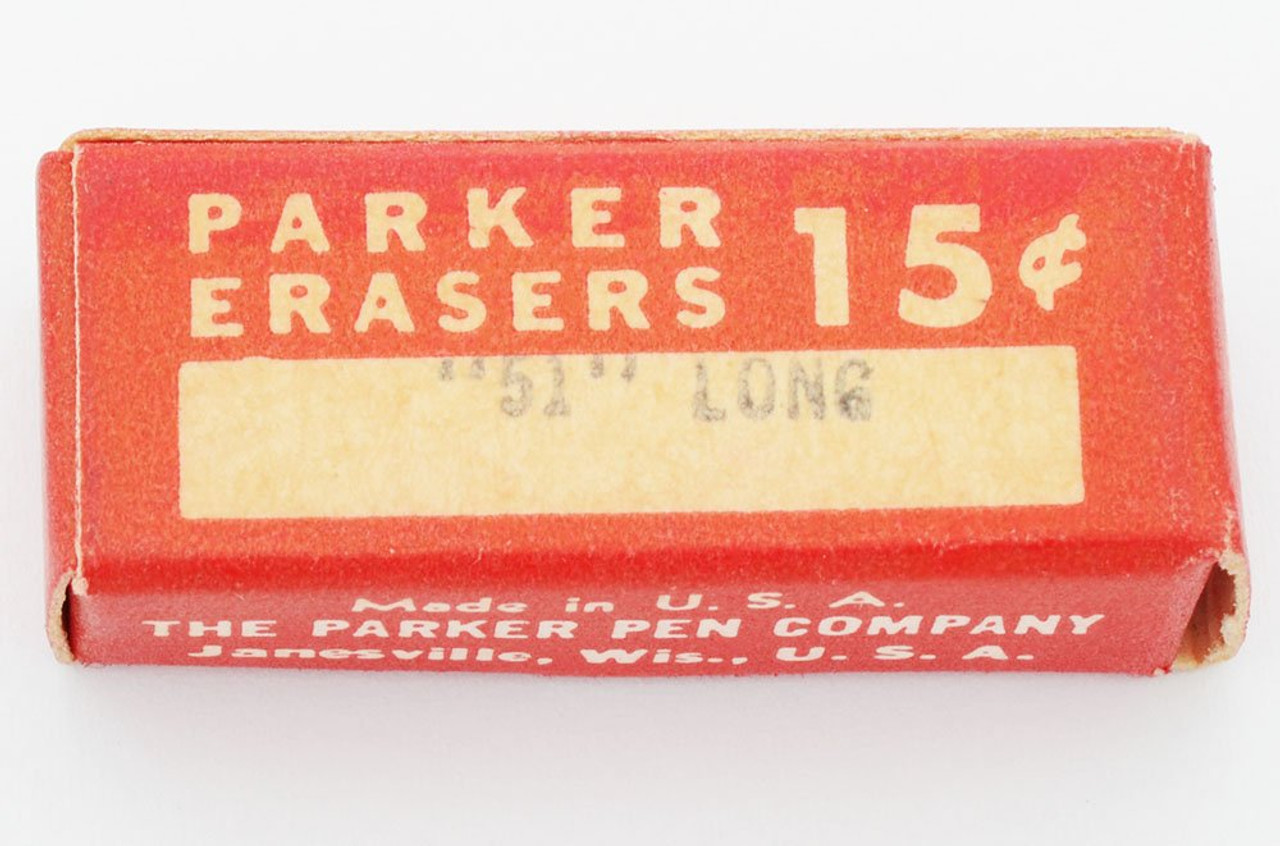 PARKER
ERASERS 15¢
"51" LONG
Made in U. S. A.
THE PARKER PEN COMPANY
Janesville, Wis., U. S. A.